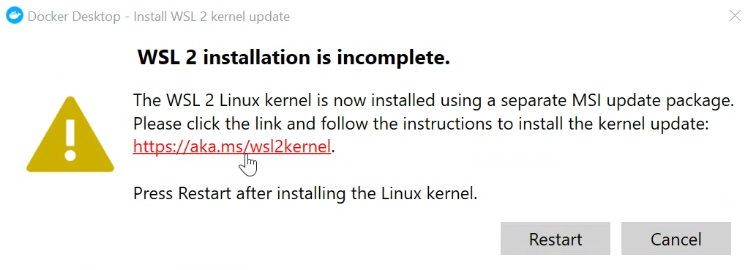 Docker Desktop - Install WSL 2 kernel update
WSL 2 installation is incomplete.
The WSL 2 Linux kernel is now installed using a separate MSI update package.
Please click the link and follow the instructions to install the kernel update:
https://aka.ms/wsl2kernel.
Press Restart after installing the Linux kernel.
Restart Cancel